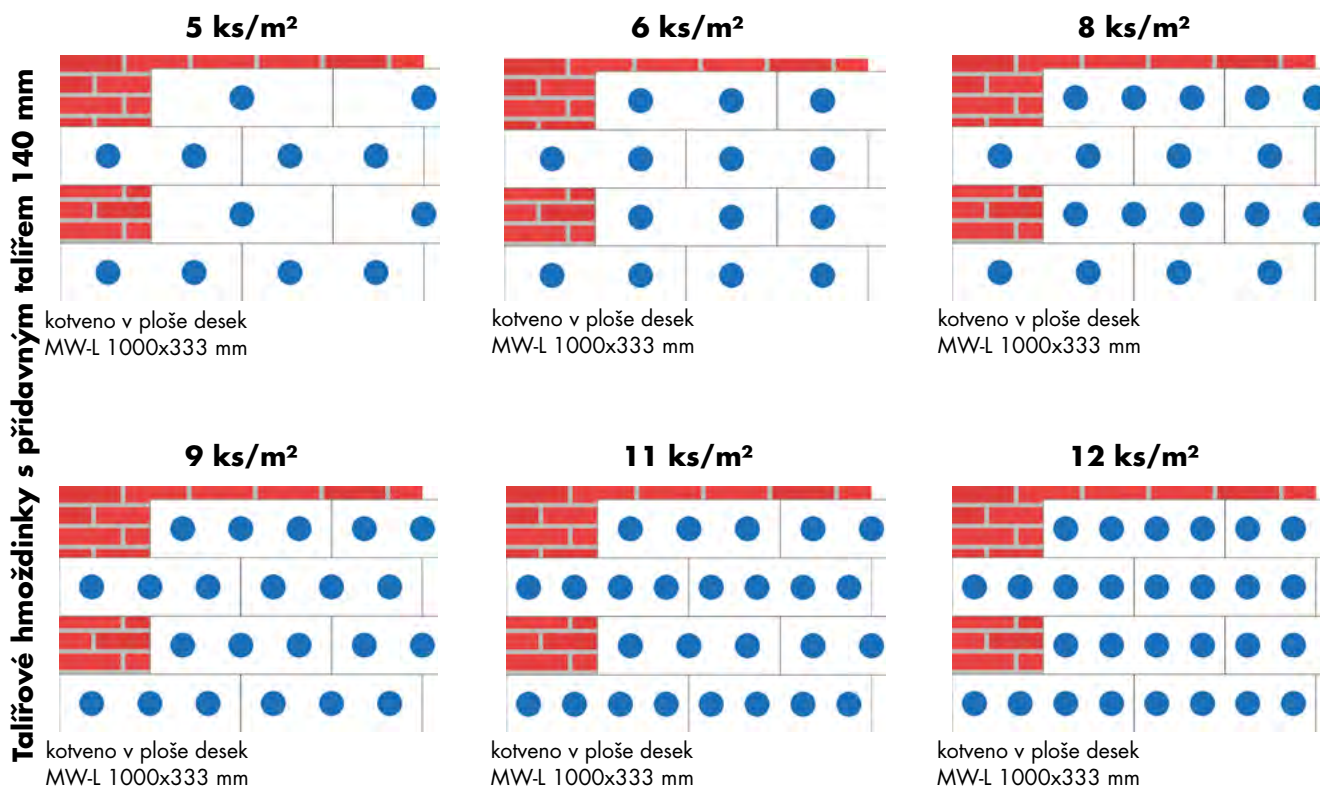 Talířové hmoždinky s přídavným talířem 140 mm
5 ks/m²
kotveno v ploše desek
MW-L 1000x333 mm
6 ks/m²
kotveno v ploše desek
MW-L 1000x333 mm
8 ks/m²
kotveno v ploše desek
MW-L 1000x333 mm
9 ks/m²
kotveno v ploše desek
MW-L 1000x333 mm
11 ks/m²
kotveno v ploše desek
MW-L 1000x333 mm
12 ks/m²
kotveno v ploše desek
MW-L 1000x333 mm